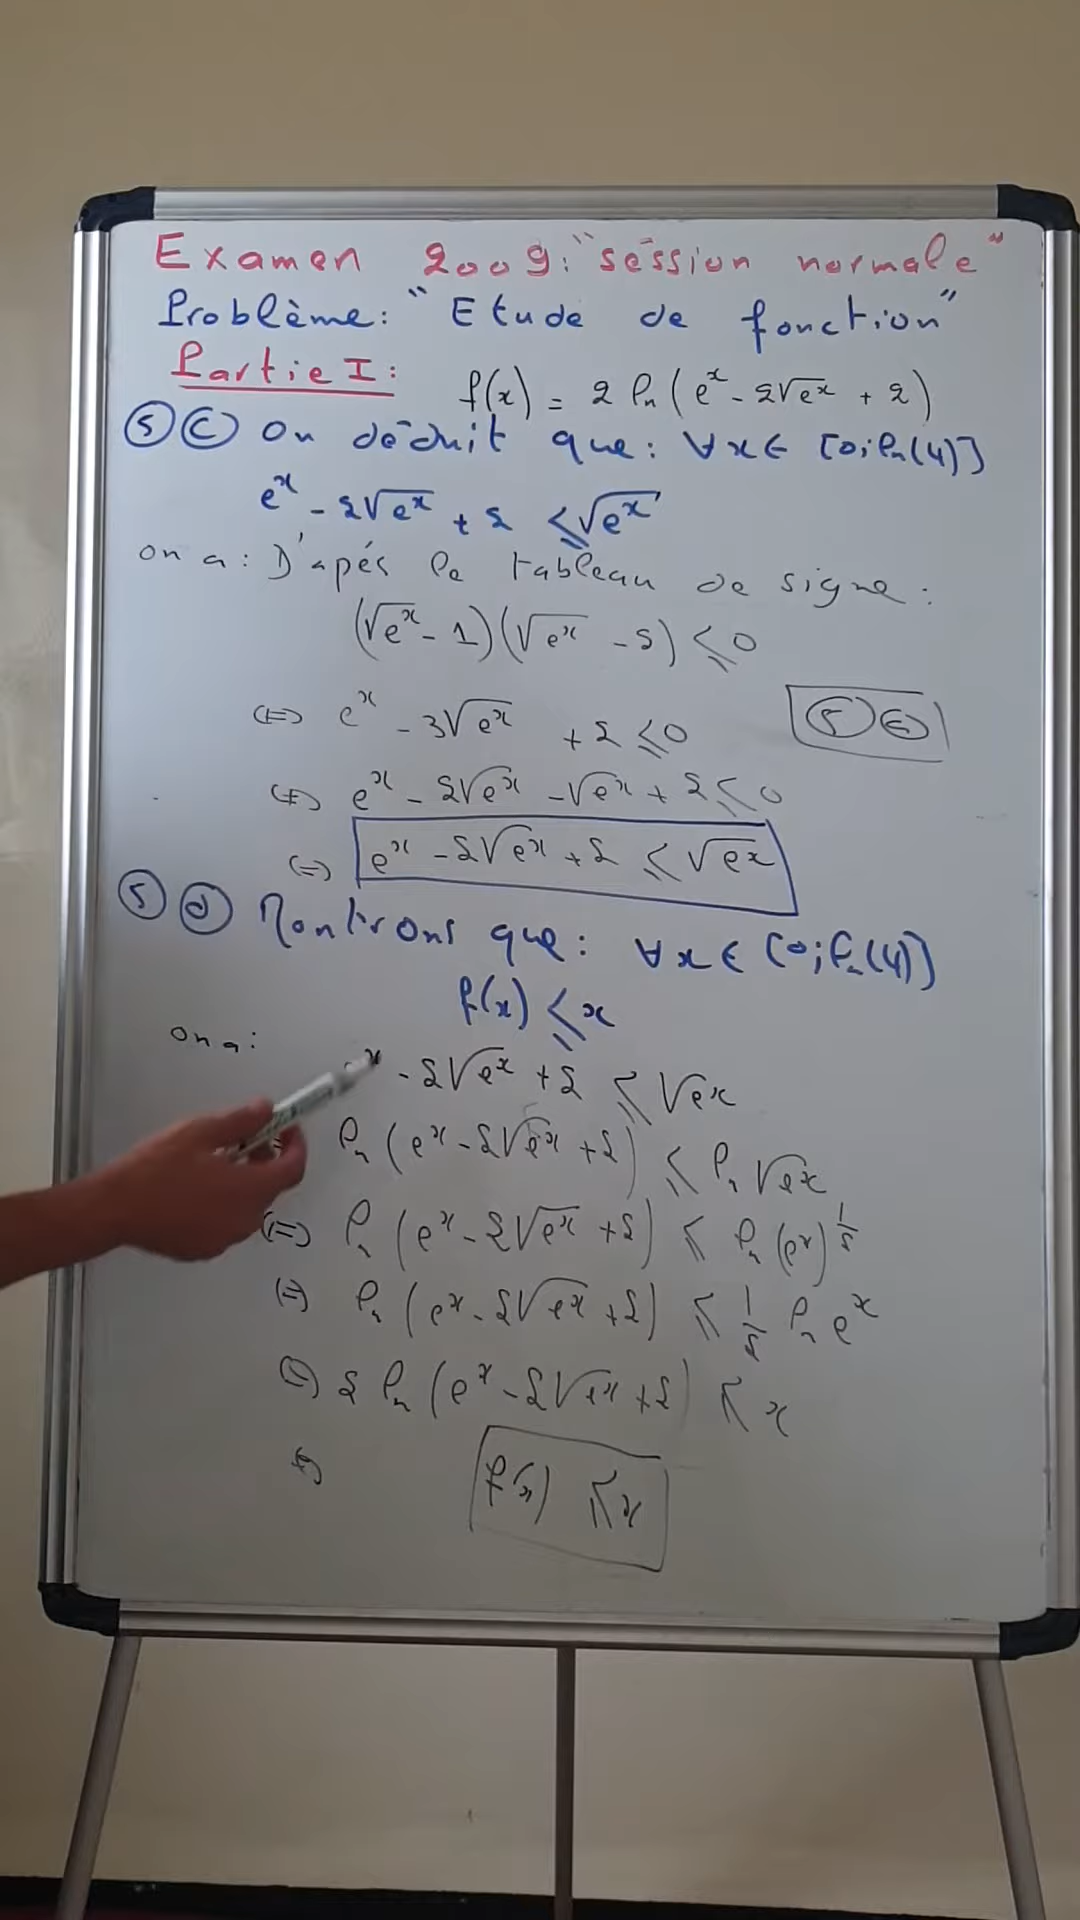 Examen 2009: "session normale"
Problème: "Etude de fonction"
Partie I:
f(x) = 2 ln(e^x - 2√e^x + 2)
5 c On déduit que: ∀x∈ [0; ln(4)]
e^x - 2√e^x + 2 ≤ √e^x
on a: D'apés le tableau de signe:
(√e^x - 1)(√e^x - 2) ≤ 0
(=) e^x - 3√e^x + 2 ≤ 0
5 b
(=) e^x - 2√e^x - √e^x + 2 ≤ 0
(=) e^x - 2√e^x + 2 ≤ √e^x
5 d Montrons que: ∀x∈ [0; ln(4)]
f(x) ≤ x
on a:
x - 2√e^x + 2 ≤ √e^x
ln(e^x - 2√e^x + 2) ≤ ln √e^x
(=) ln(e^x - 2√e^x + 2) ≤ ln(e^x)^1/2
(=) ln(e^x - 2√e^x + 2) ≤ 1/2 ln e^x
(=) 2 ln(e^x - 2√e^x + 2) ≤ x
(=) f(x) ≤ x